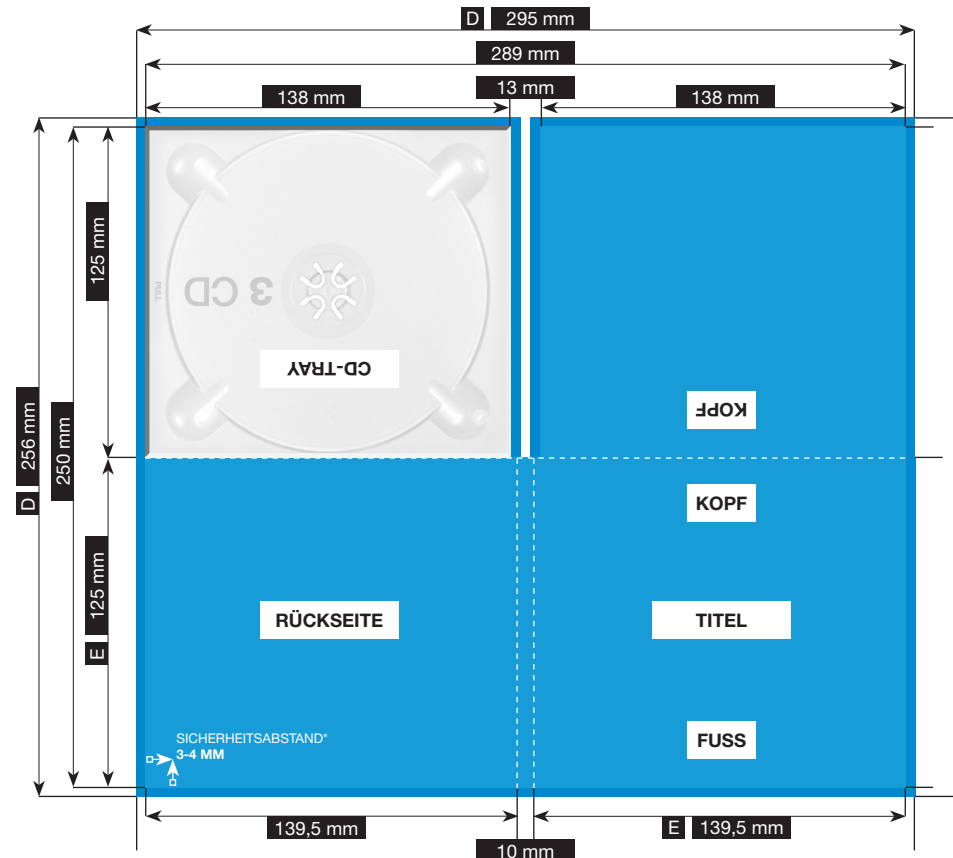 D 295 mm
289 mm
13 mm
138 mm
138 mm
125 mm
3 CD
PULL
CD-TRAY
KOPF
D 256 mm
250 mm
KOPF
E 125 mm
RÜCKSEITE
TITEL
SICHERHEITSABSTAND*
3-4 MM
FUSS
139,5 mm
E 139,5 mm
10 mm